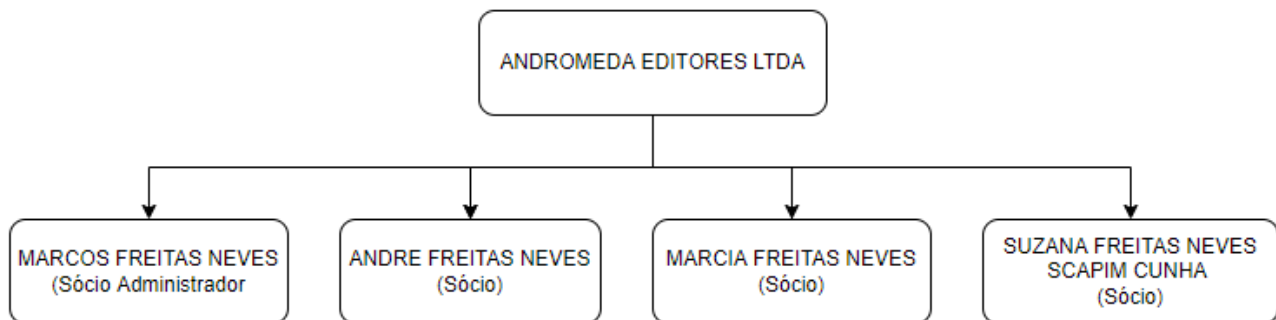 ANDROMEDA EDITORES LTDA
MARCOS FREITAS NEVES
(Sócio Administrador
ANDRE FREITAS NEVES
(Sócio)
MARCIA FREITAS NEVES
(Sócio)
SUZANA FREITAS NEVES
SCAPIM CUNHA
(Sócio)